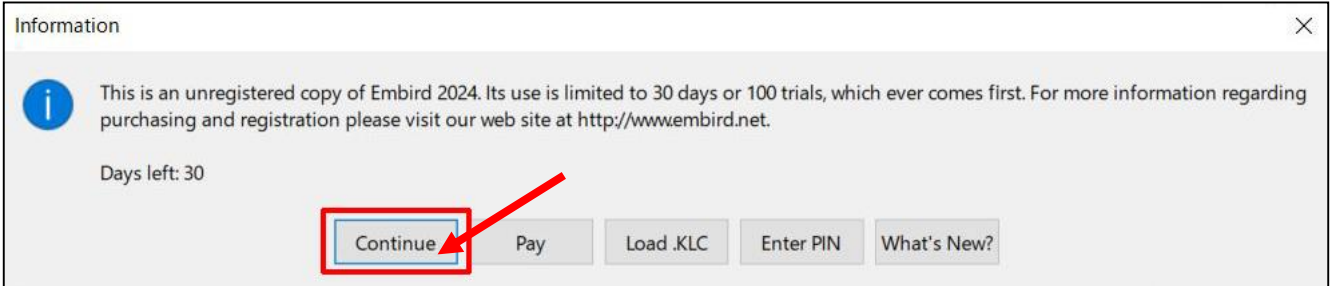 Information
This is an unregistered copy of Embird 2024. Its use is limited to 30 days or 100 trials, which ever comes first. For more information regarding
purchasing and registration please visit our web site at http://www.embird.net.
Days left: 30
Continue Pay Load .KLC Enter PIN What's New?